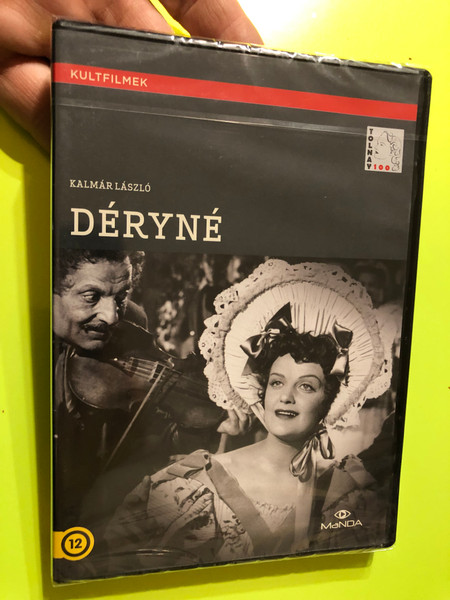 KULTFILMEK
TOLNAY
100
KALMÁR LÁSZLÓ
DÉRYNÉ
12
MaNDA